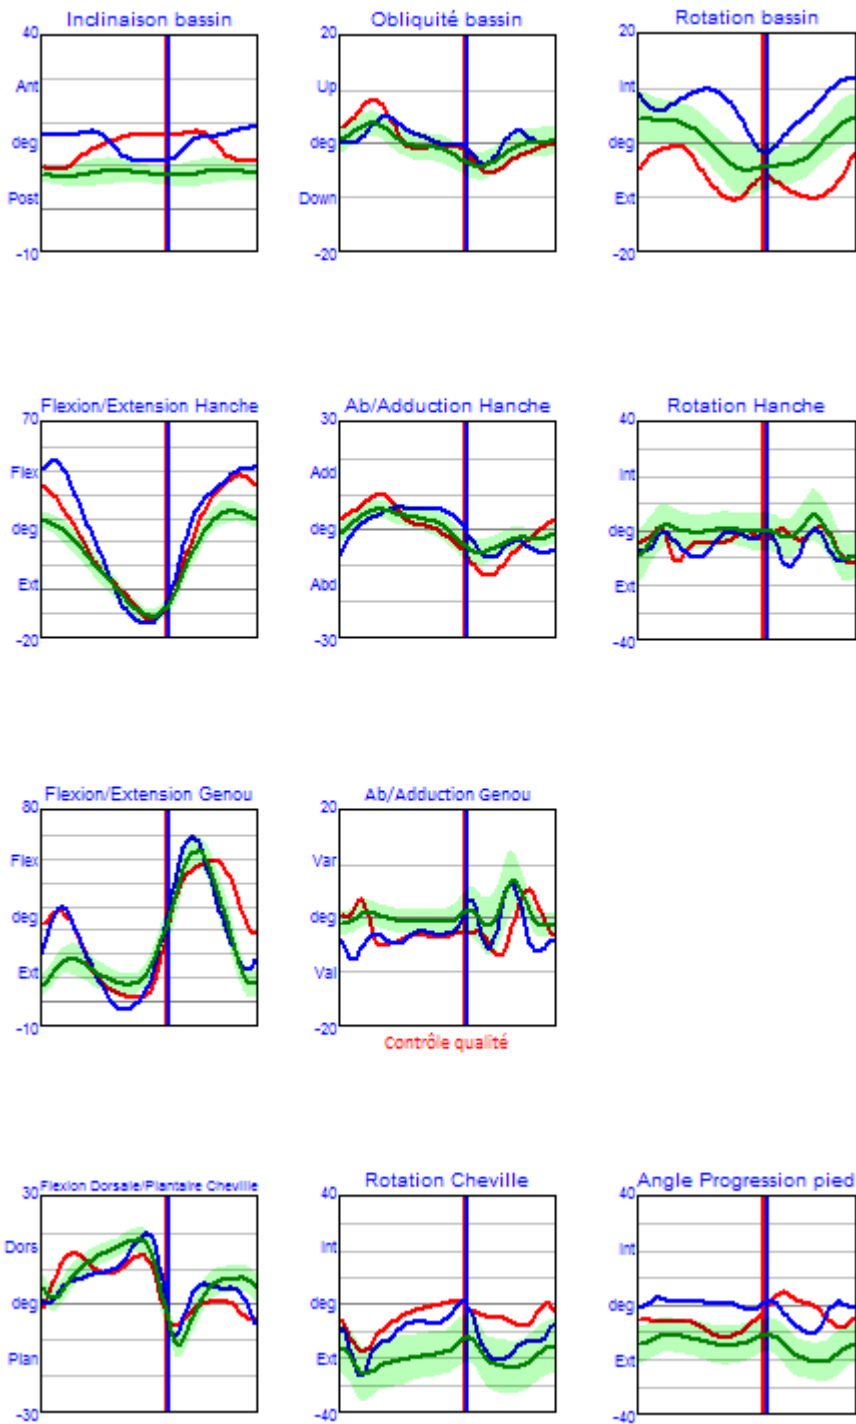 Inclinaison bassin
40
Ant
deg
Post
-10
Obliquité bassin
20
Up
deg
Down
-20
Rotation bassin
20
Int
deg
Ext
-20
Flexion/Extension Hanche
70
Flex
deg
Ext
-20
Ab/Adduction Hanche
30
Add
deg
Abd
-30
Rotation Hanche
40
Int
deg
Ext
-40
Flexion/Extension Genou
80
Flex
deg
Ext
-10
Ab/Adduction Genou
20
Var
deg
Val
-20
Contrôle qualité
Flexion Dorsale/Plantaire Cheville
30
Dors
deg
Plan
-30
Rotation Cheville
40
Int
deg
Ext
-40
Angle Progression pied
40
Int
deg
Ext
-40